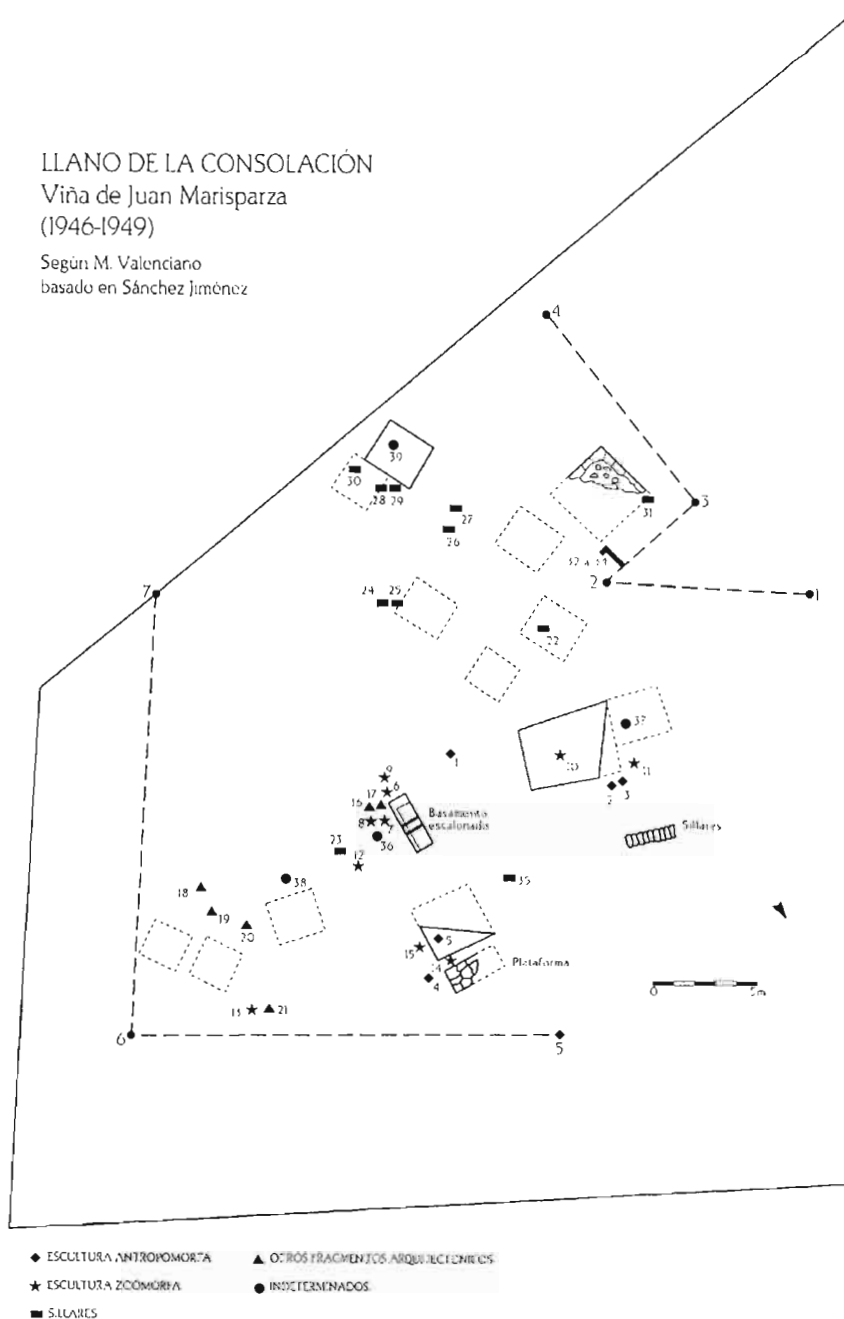 LLANO DE LA CONSOLACIÓN
Viña de Juan Marisparza
(1946-1949)
Según M. Valenciano
basado en Sánchez Jiménez
4
39
30
28 29
27
26
31
3
2
1
7
24 25
22
37
10
11
1
2 3
9
6
17
16
8 7
36
Basamento
escalonado
Sillares
23
12
38
35
18
19
20
5
15
4
Plataforma
13 21
0 5m
6
5
ESCULTURA ANTROPOMORFA
OTROS FRAGMENTOS ARQUITECTÓNICOS
ESCULTURA ZOOMORFA
INDETERMINADOS
SILLARES